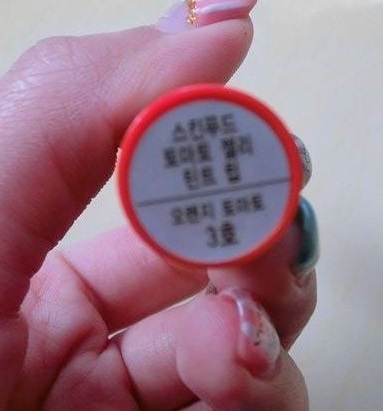 스킨푸드
토마토 젤리
틴트 립
오렌지 토마토
3호